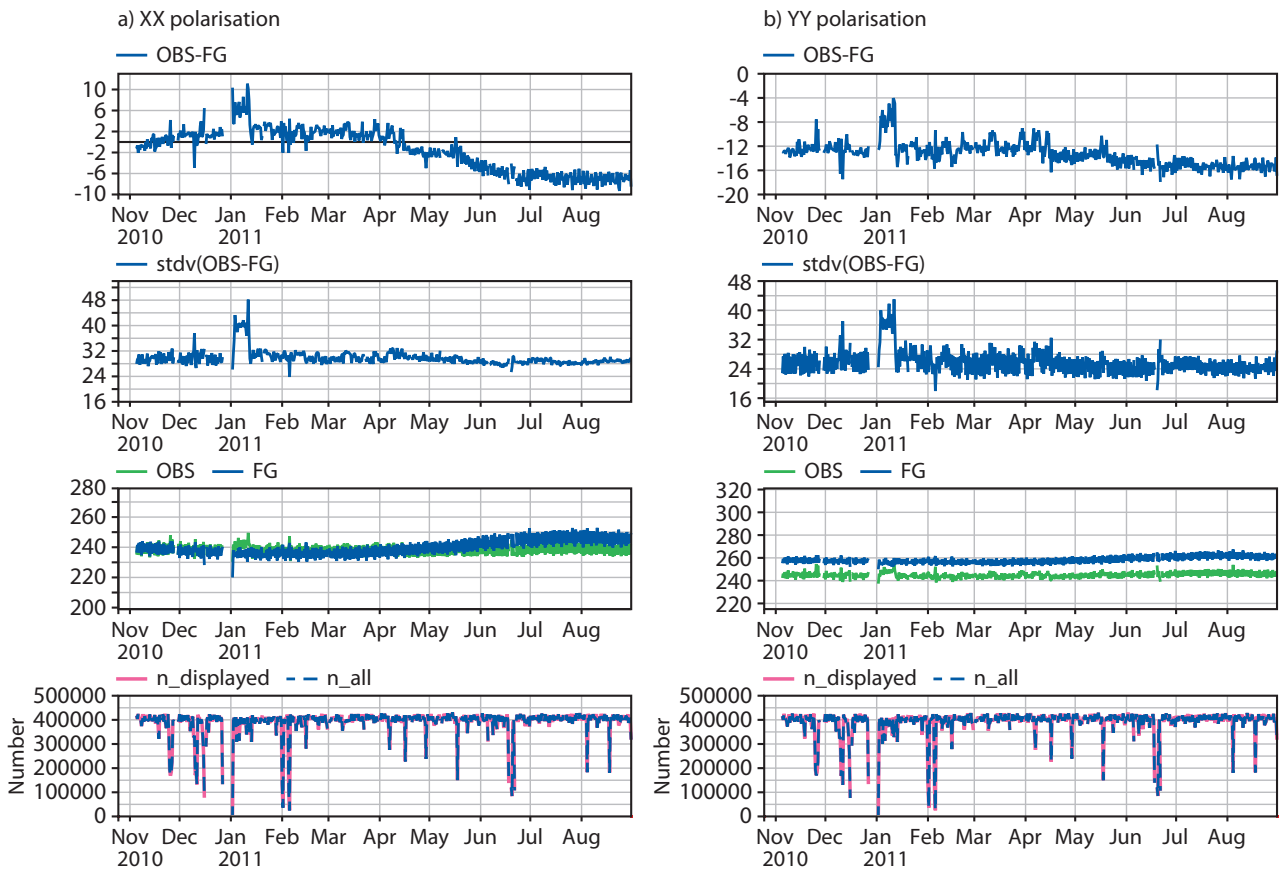 a) XX polarisation
OBS-FG
10
6
2
-2
-6
-10
Nov Dec Jan Feb Mar Apr May Jun Jul Aug
2010 2011
stdv(OBS-FG)
48
40
32
24
16
Nov Dec Jan Feb Mar Apr May Jun Jul Aug
2010 2011
OBS FG
280
260
240
220
200
Nov Dec Jan Feb Mar Apr May Jun Jul Aug
2010 2011
n_displayed n_all
Number
500000
400000
300000
200000
100000
0
Nov Dec Jan Feb Mar Apr May Jun Jul Aug
2010 2011
b) YY polarisation
OBS-FG
0
-4
-8
-12
-16
-20
Nov Dec Jan Feb Mar Apr May Jun Jul Aug
2010 2011
stdv(OBS-FG)
48
40
32
24
16
Nov Dec Jan Feb Mar Apr May Jun Jul Aug
2010 2011
OBS FG
320
300
280
260
240
220
Nov Dec Jan Feb Mar Apr May Jun Jul Aug
2010 2011
n_displayed n_all
Number
500000
400000
300000
200000
100000
0
Nov Dec Jan Feb Mar Apr May Jun Jul Aug
2010 2011